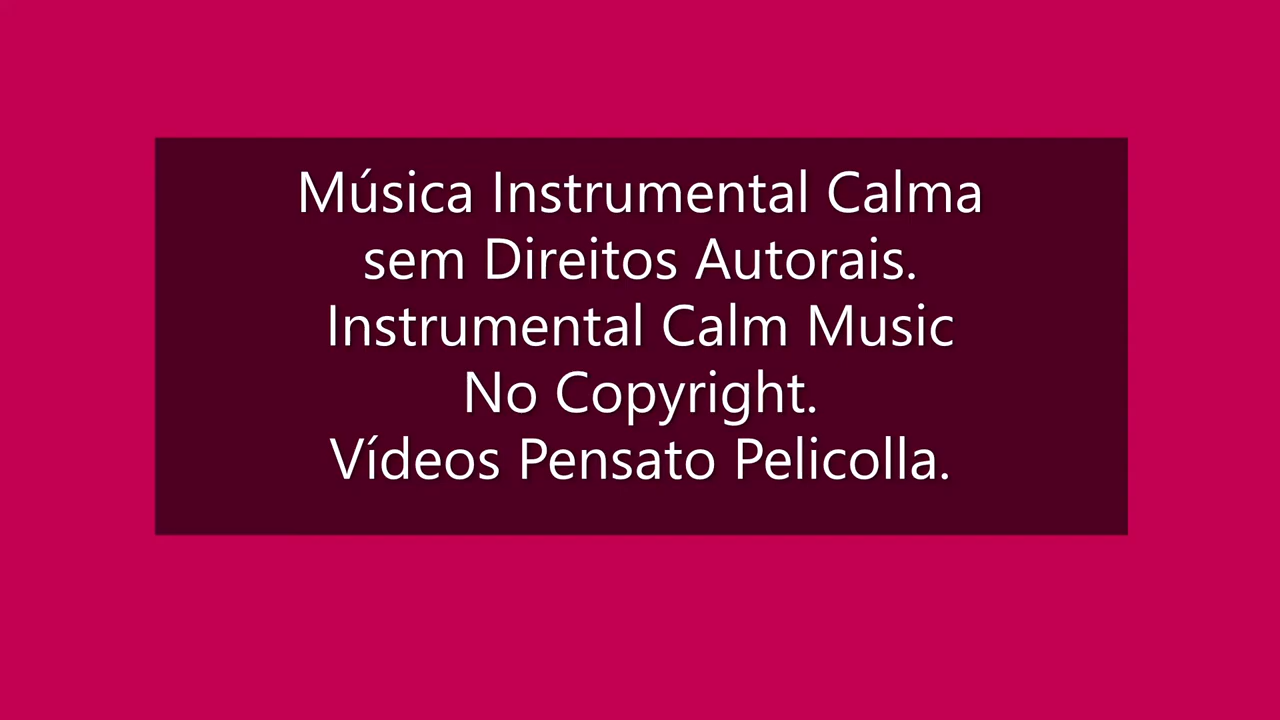 Música Instrumental Calma
sem Direitos Autorais.
Instrumental Calm Music
No Copyright.
Vídeos Pensato Pelicolla.